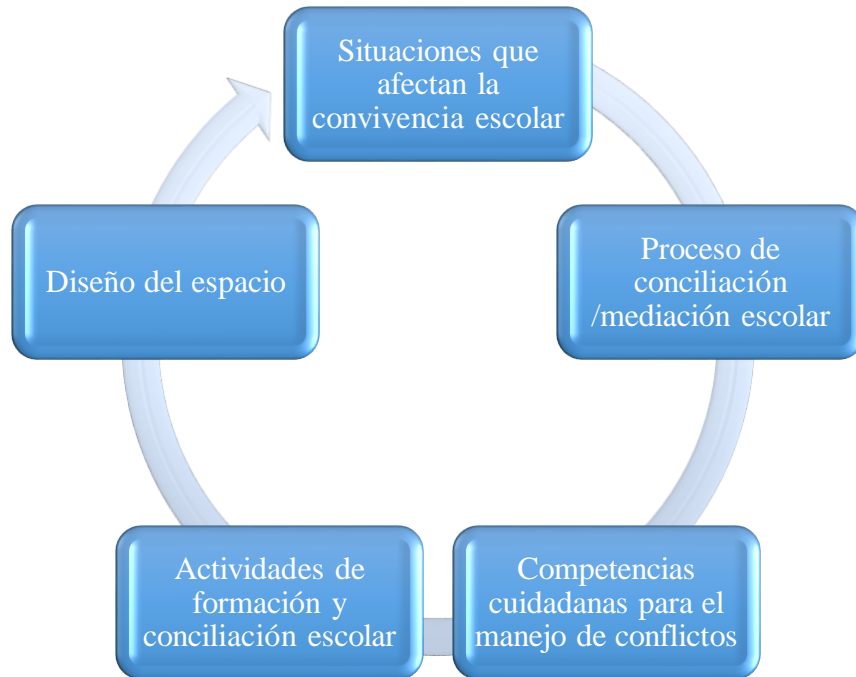 Situaciones que
afectan la
convivencia escolar
Proceso de
conciliación
/mediación escolar
Competencias
cuidadanas para el
manejo de conflictos
Actividades de
formación y
conciliación escolar
Diseño del espacio